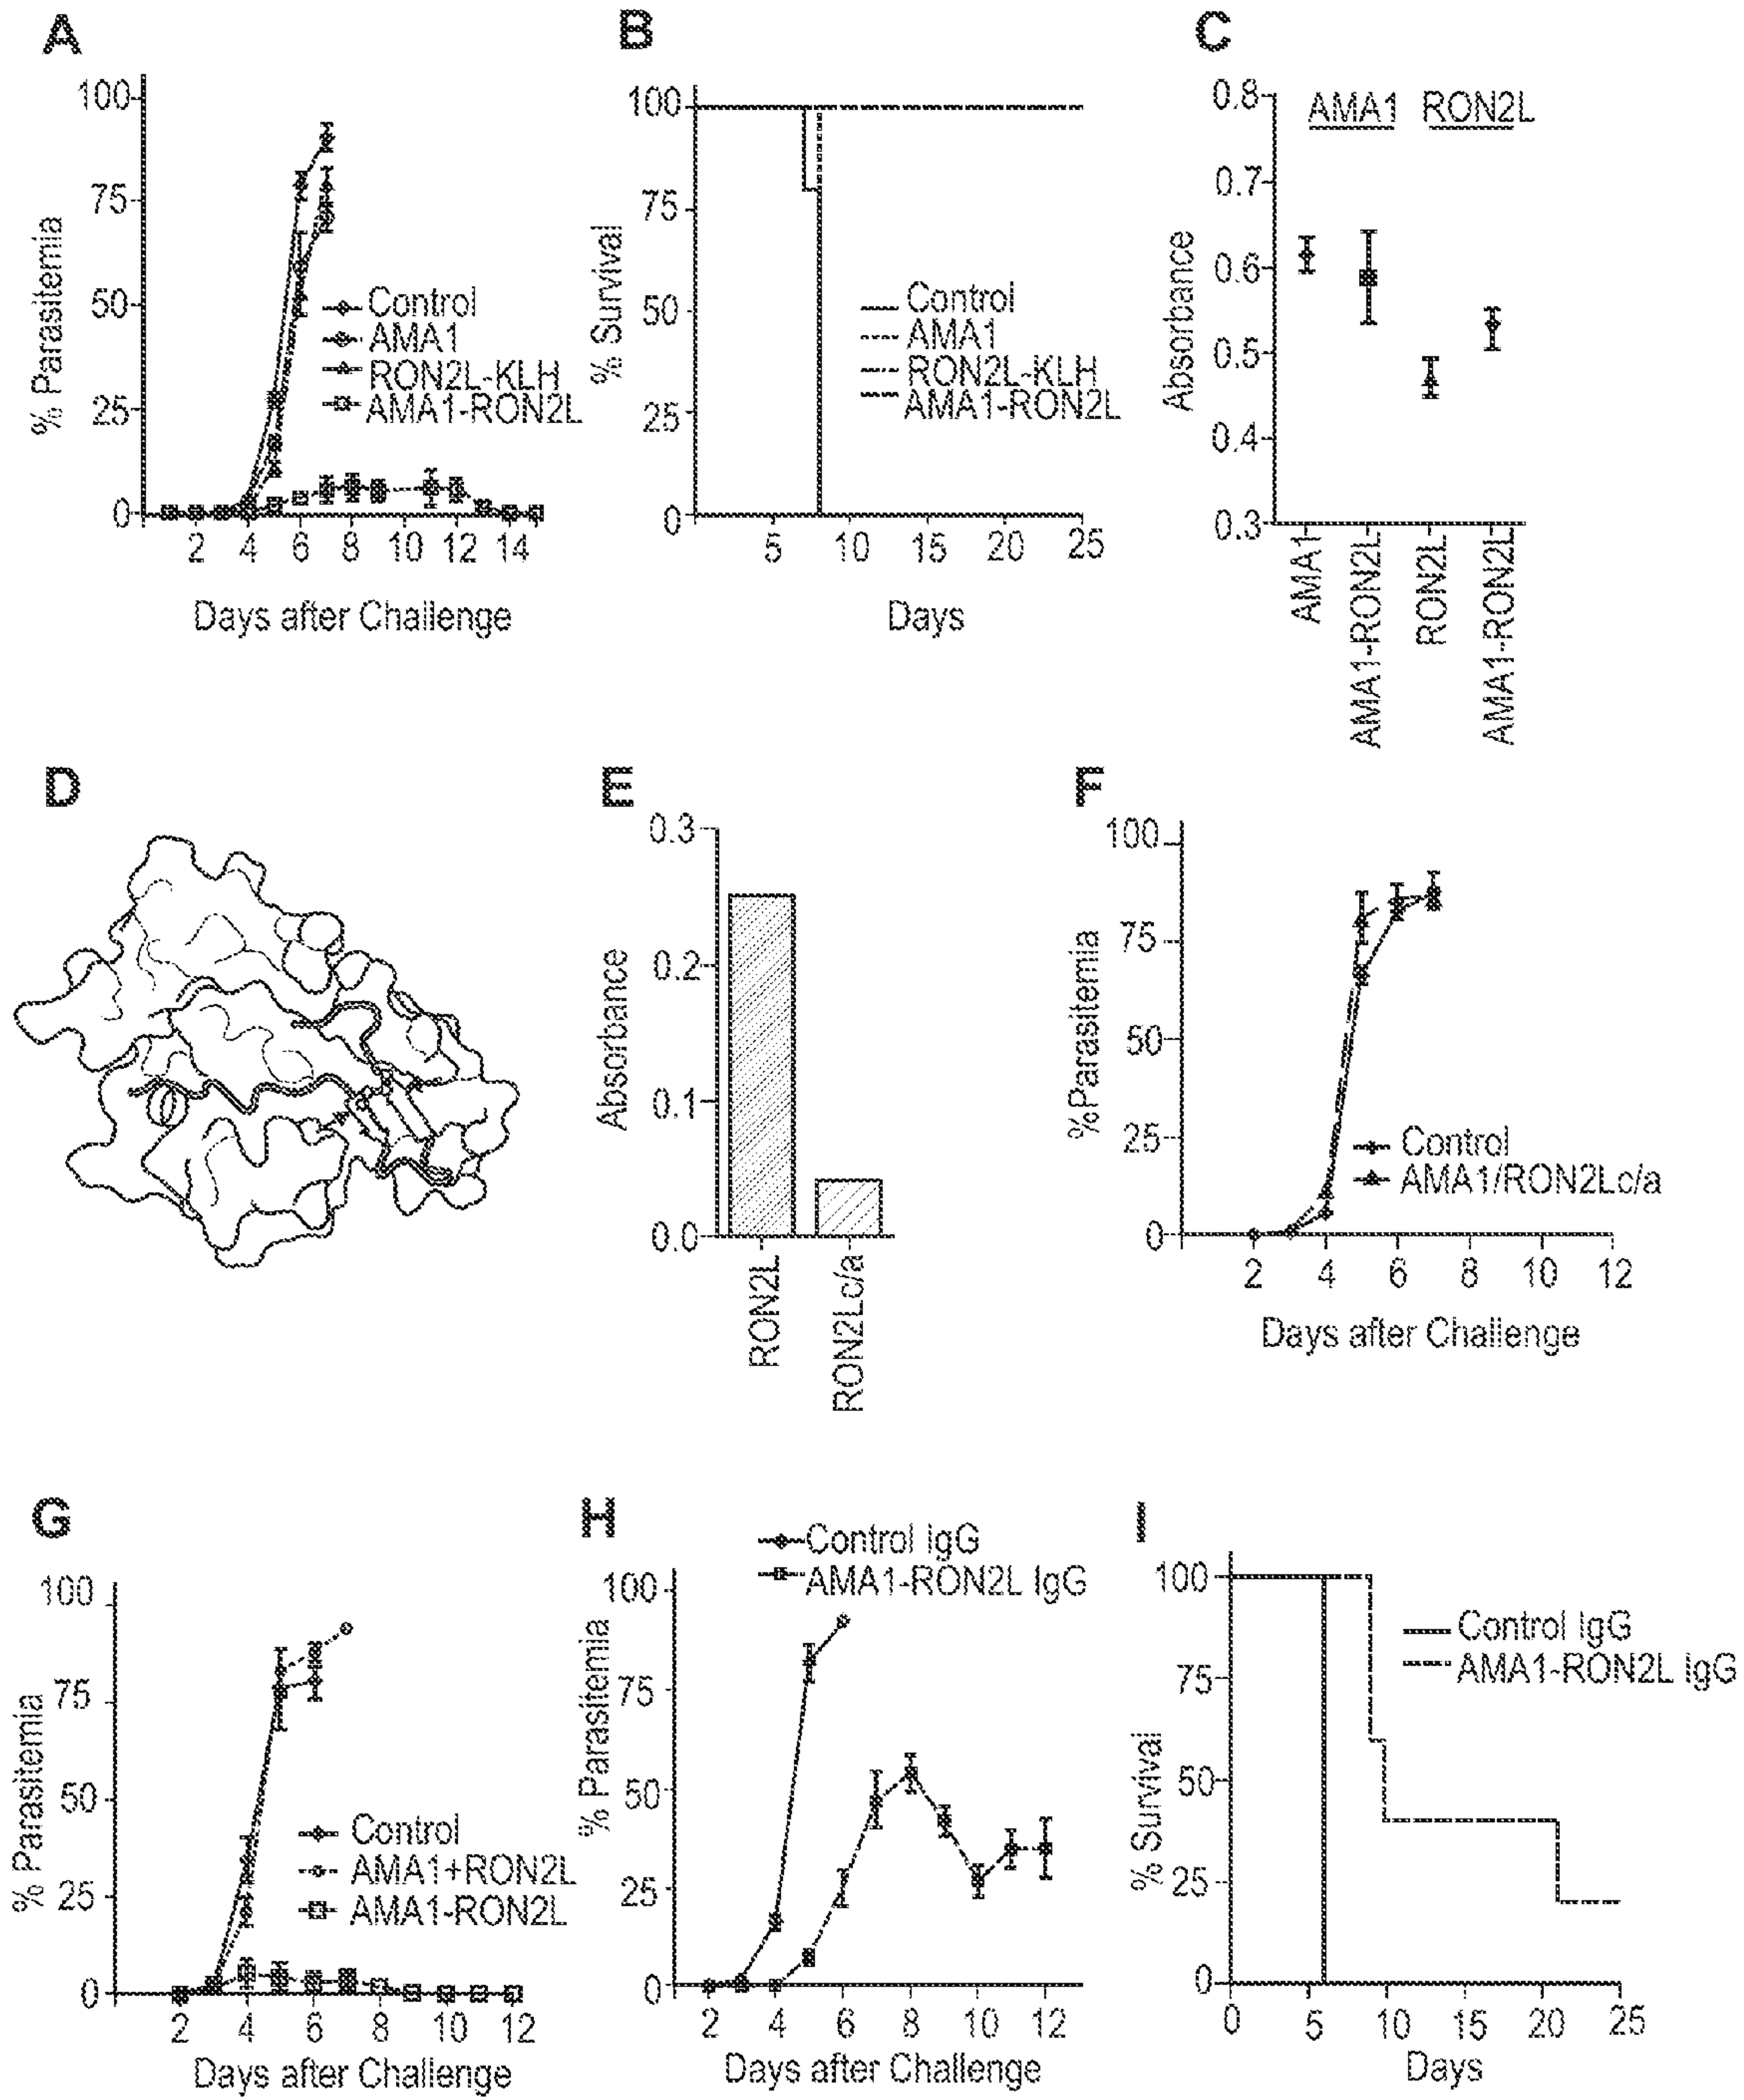 A
% Parasitemia
100
75
50
25
0
2 4 6 8 10 12 14
Days after Challenge
Control
AMA1
RON2L-KLH
AMA1-RON2L
B
% Survival
100
75
50
25
0
5 10 15 20 25
Days
Control
AMA1
RON2L-KLH
AMA1-RON2L
C
Absorbance
0.8
0.7
0.6
0.5
0.4
0.3
AMA1 RON2L
AMA1
AMA1-RON2L
RON2L
AMA1-RON2L
D
E
Absorbance
0.3
0.2
0.1
0.0
RON2L
RON2Lc/a
F
%Parasitemia
100
75
50
25
0
2 4 6 8 10 12
Days after Challenge
Control
AMA1/RON2Lc/a
G
% Parasitemia
100
75
50
25
0
2 4 6 8 10 12
Days after Challenge
Control
AMA1+RON2L
AMA1-RON2L
H
Control IgG
AMA1-RON2L IgG
% Parasitemia
100
75
50
25
0
2 4 6 8 10 12
Days after Challenge
I
% Survival
100
75
50
25
0
0 5 10 15 20 25
Days
Control IgG
AMA1-RON2L IgG